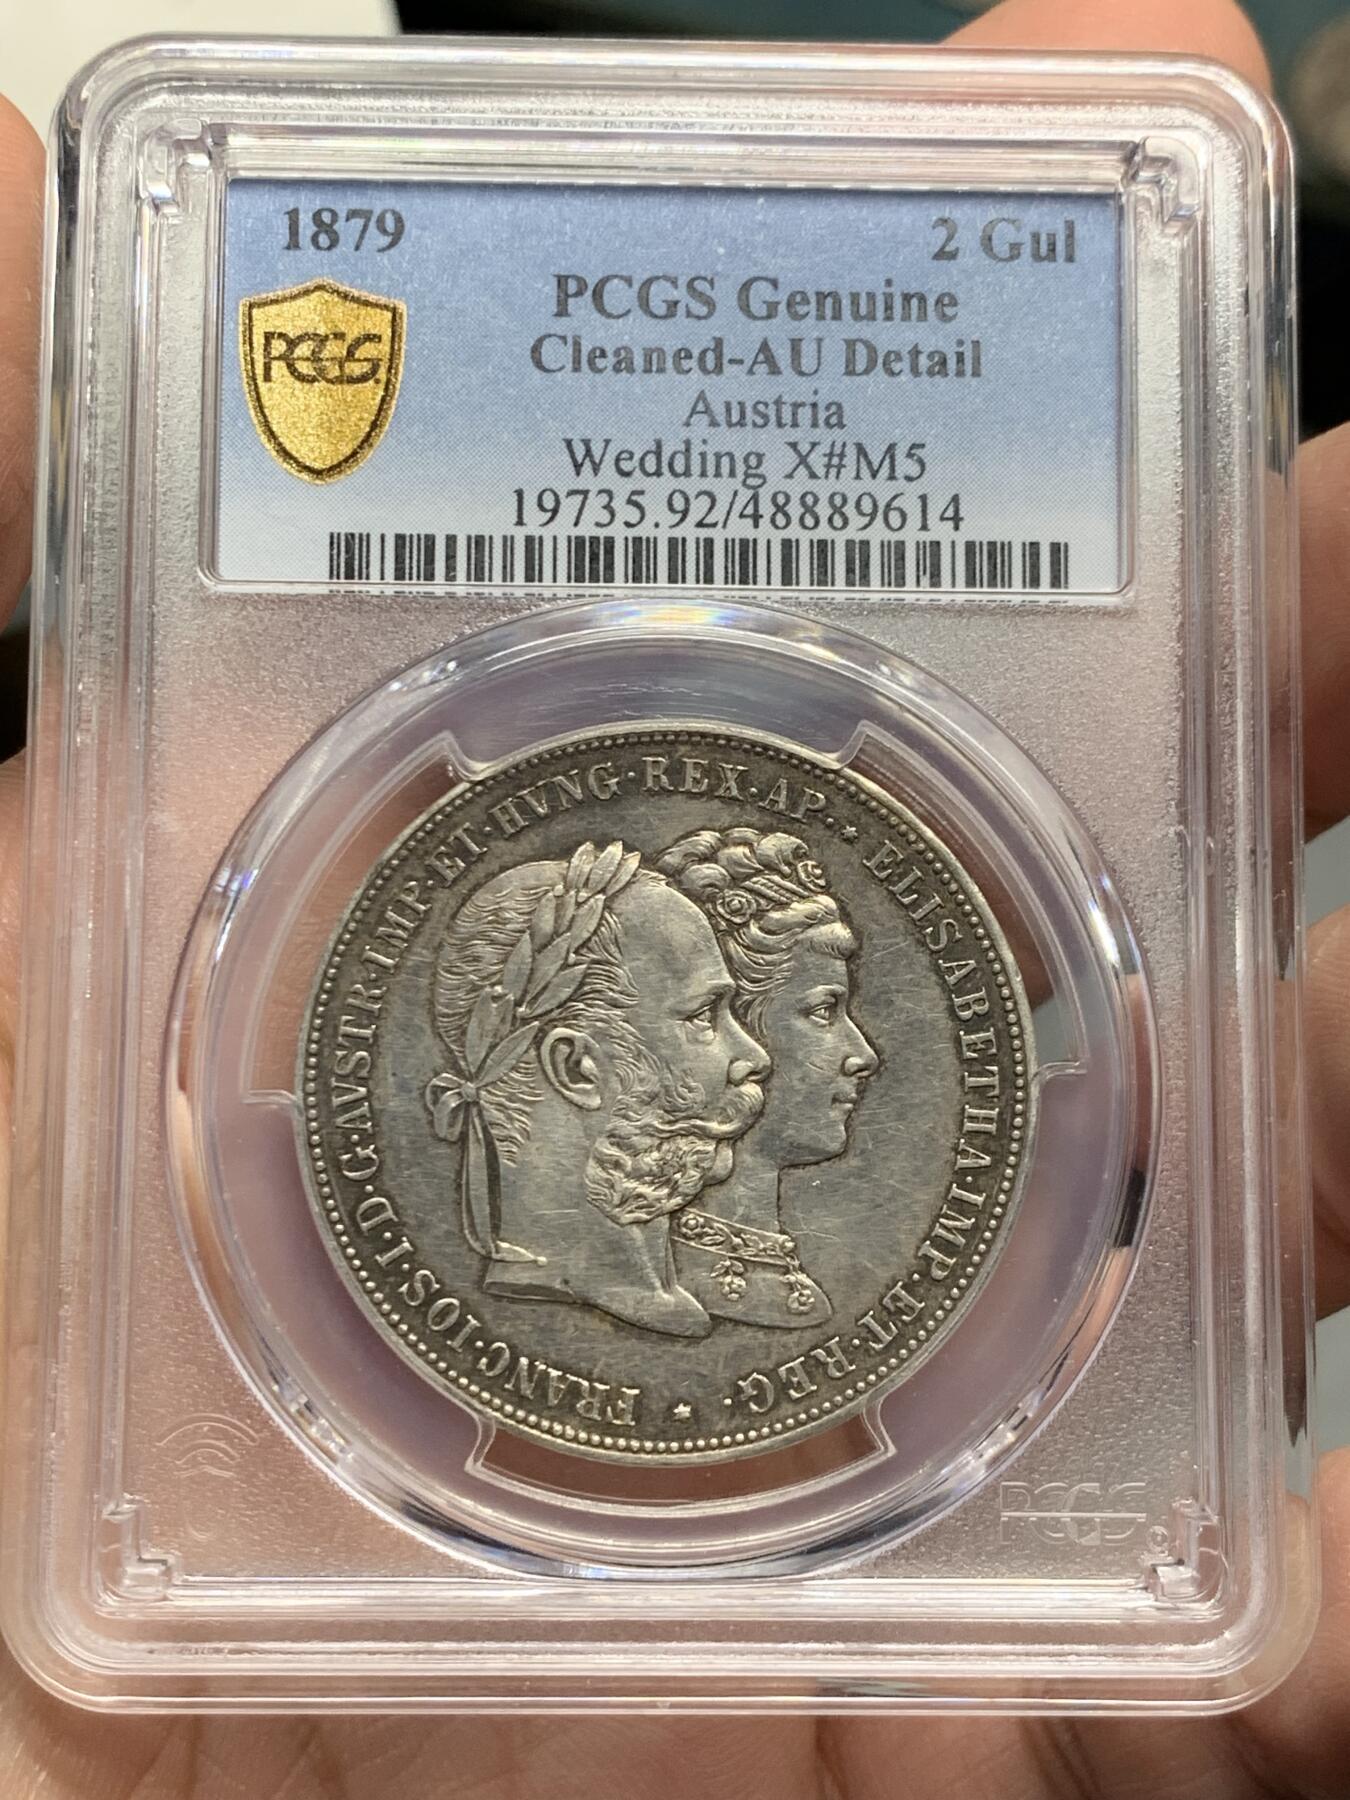 1879 2 Gul
PCGS Genuine
PCGS
Cleaned-AU Detail
Austria
Wedding X#M5
19735.92/48889614
FRANC·IOS·I·D·G·AVSTR·IMP·ET·HVNG·REX·AP· * ELISABETHA·IMP·ET·REG· *
PCGS